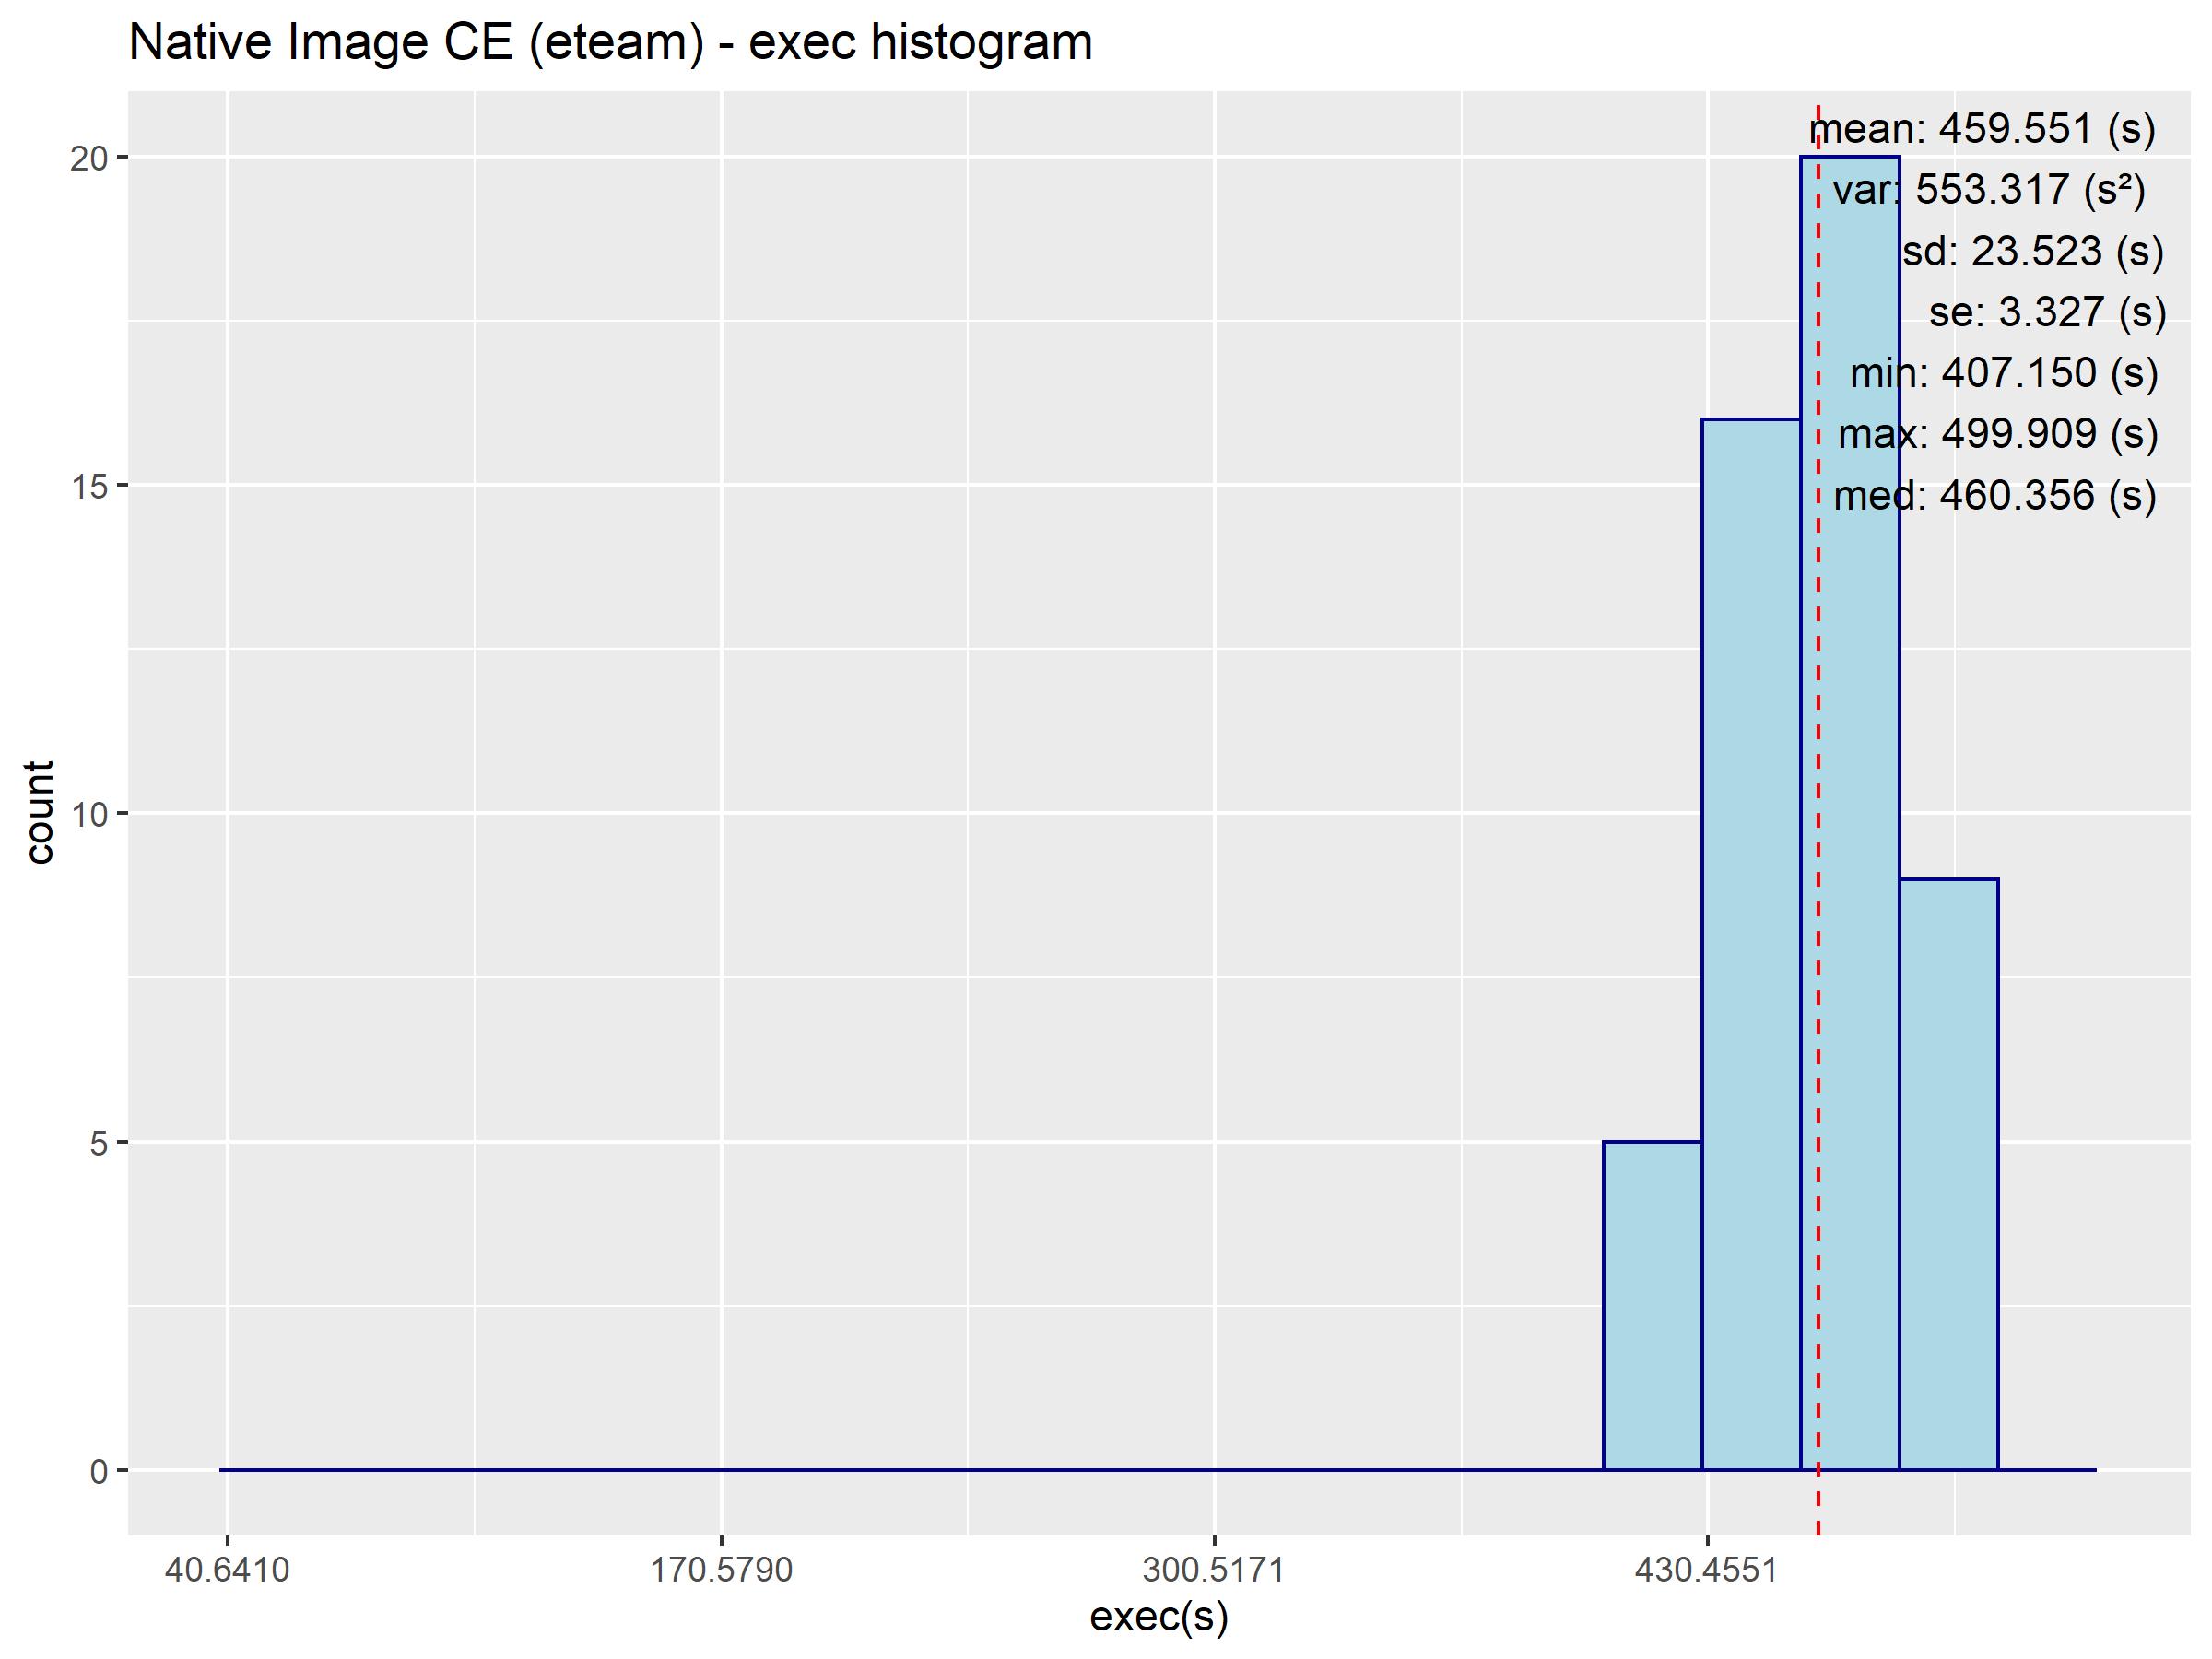 Native Image CE (eteam) - exec histogram
mean: 459.551 (s)
var: 553.317 (s²)
sd: 23.523 (s)
se: 3.327 (s)
min: 407.150 (s)
max: 499.909 (s)
med: 460.356 (s)
20
15
10
5
0
count
40.6410 170.5790 300.5171 430.4551
exec(s)